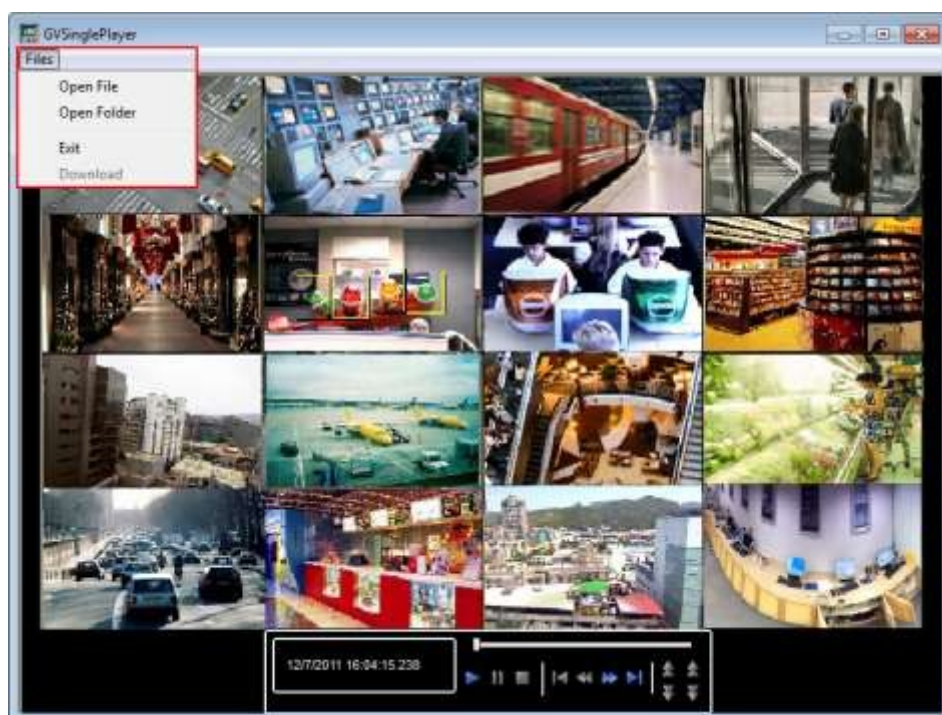 GVSinglePlayer
Files
Open File
Open Folder
Exit
Download
12/7/2011 16:04:15.238